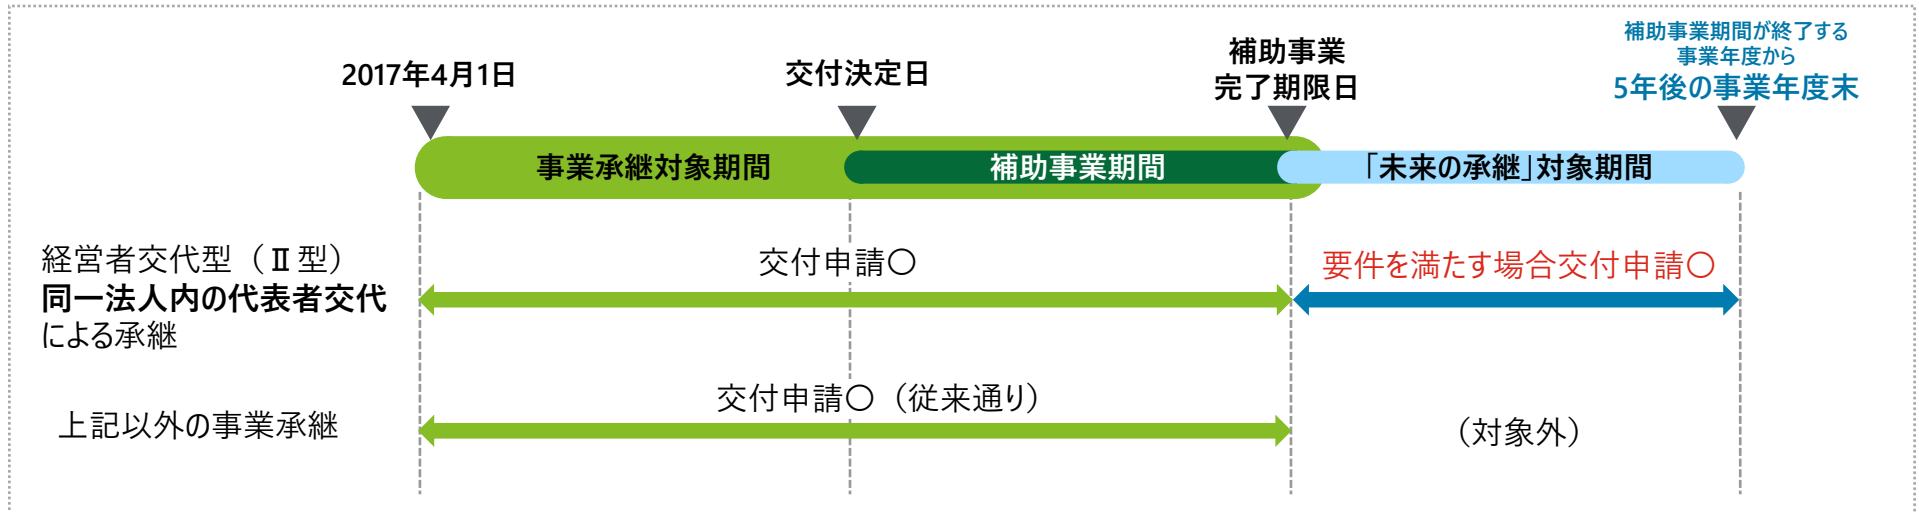 2017年4月1日
交付決定日
補助事業
完了期限日
補助事業期間が終了する
事業年度から
5年後の事業年度末
事業承継対象期間
補助事業期間
「未来の承継」対象期間
経営者交代型（Ⅱ型）
同一法人内の代表者交代
による承継
交付申請〇
要件を満たす場合交付申請〇
上記以外の事業承継
交付申請〇（従来通り）
（対象外）